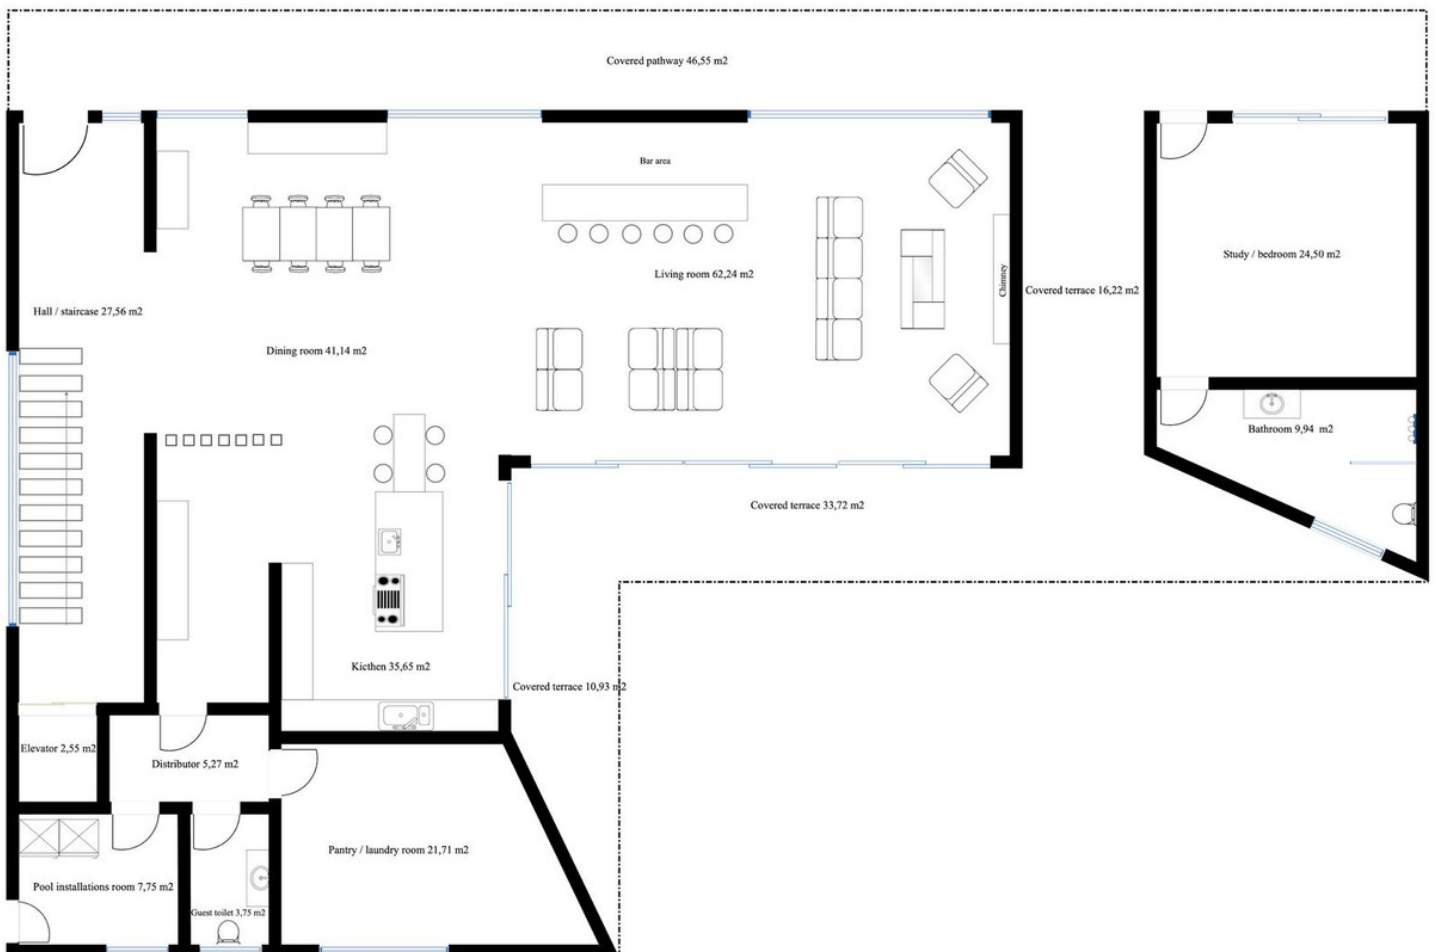 Covered pathway 46,55 m2
Bar area
Study / bedroom 24,50 m2
Living room 62,24 m2
Chimney
Covered terrace 16,22 m2
Hall / staircase 27,56 m2
Dining room 41,14 m2
Bathroom 9,94 m2
Covered terrace 33,72 m2
Kicthen 35,65 m2
Covered terrace 10,93 m2
Elevator 2,55 m2
Distributor 5,27 m2
Pantry / laundry room 21,71 m2
Pool installations room 7,75 m2
Guest toilet 3,75 m2